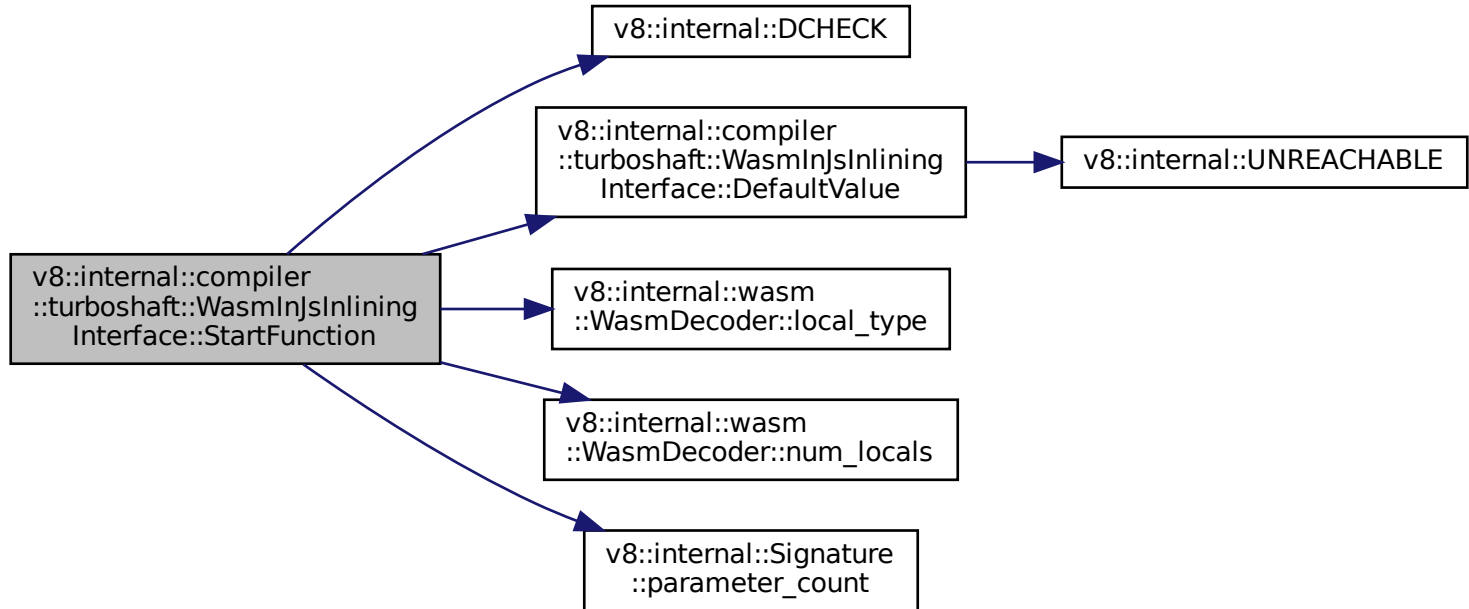 v8::internal::DCHECK
v8::internal::compiler
::turboshaft::WasmInJsInlining
Interface::DefaultValue
v8::internal::UNREACHABLE
v8::internal::compiler
::turboshaft::WasmInJsInlining
Interface::StartFunction
v8::internal::wasm
::WasmDecoder::local_type
v8::internal::wasm
::WasmDecoder::num_locals
v8::internal::Signature
::parameter_count